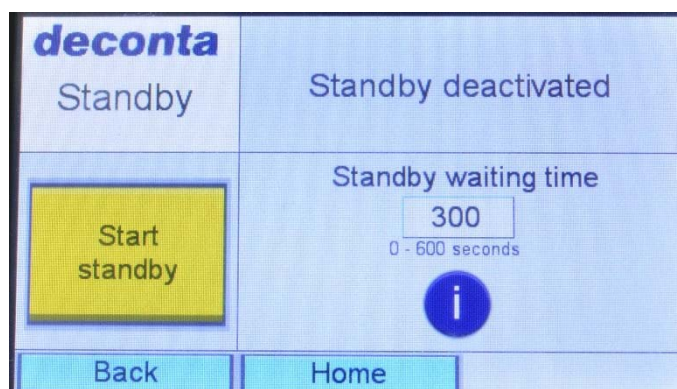 deconta
Standby
Standby deactivated
Start
standby
Standby waiting time
300
0 - 600 seconds
i
Back
Home